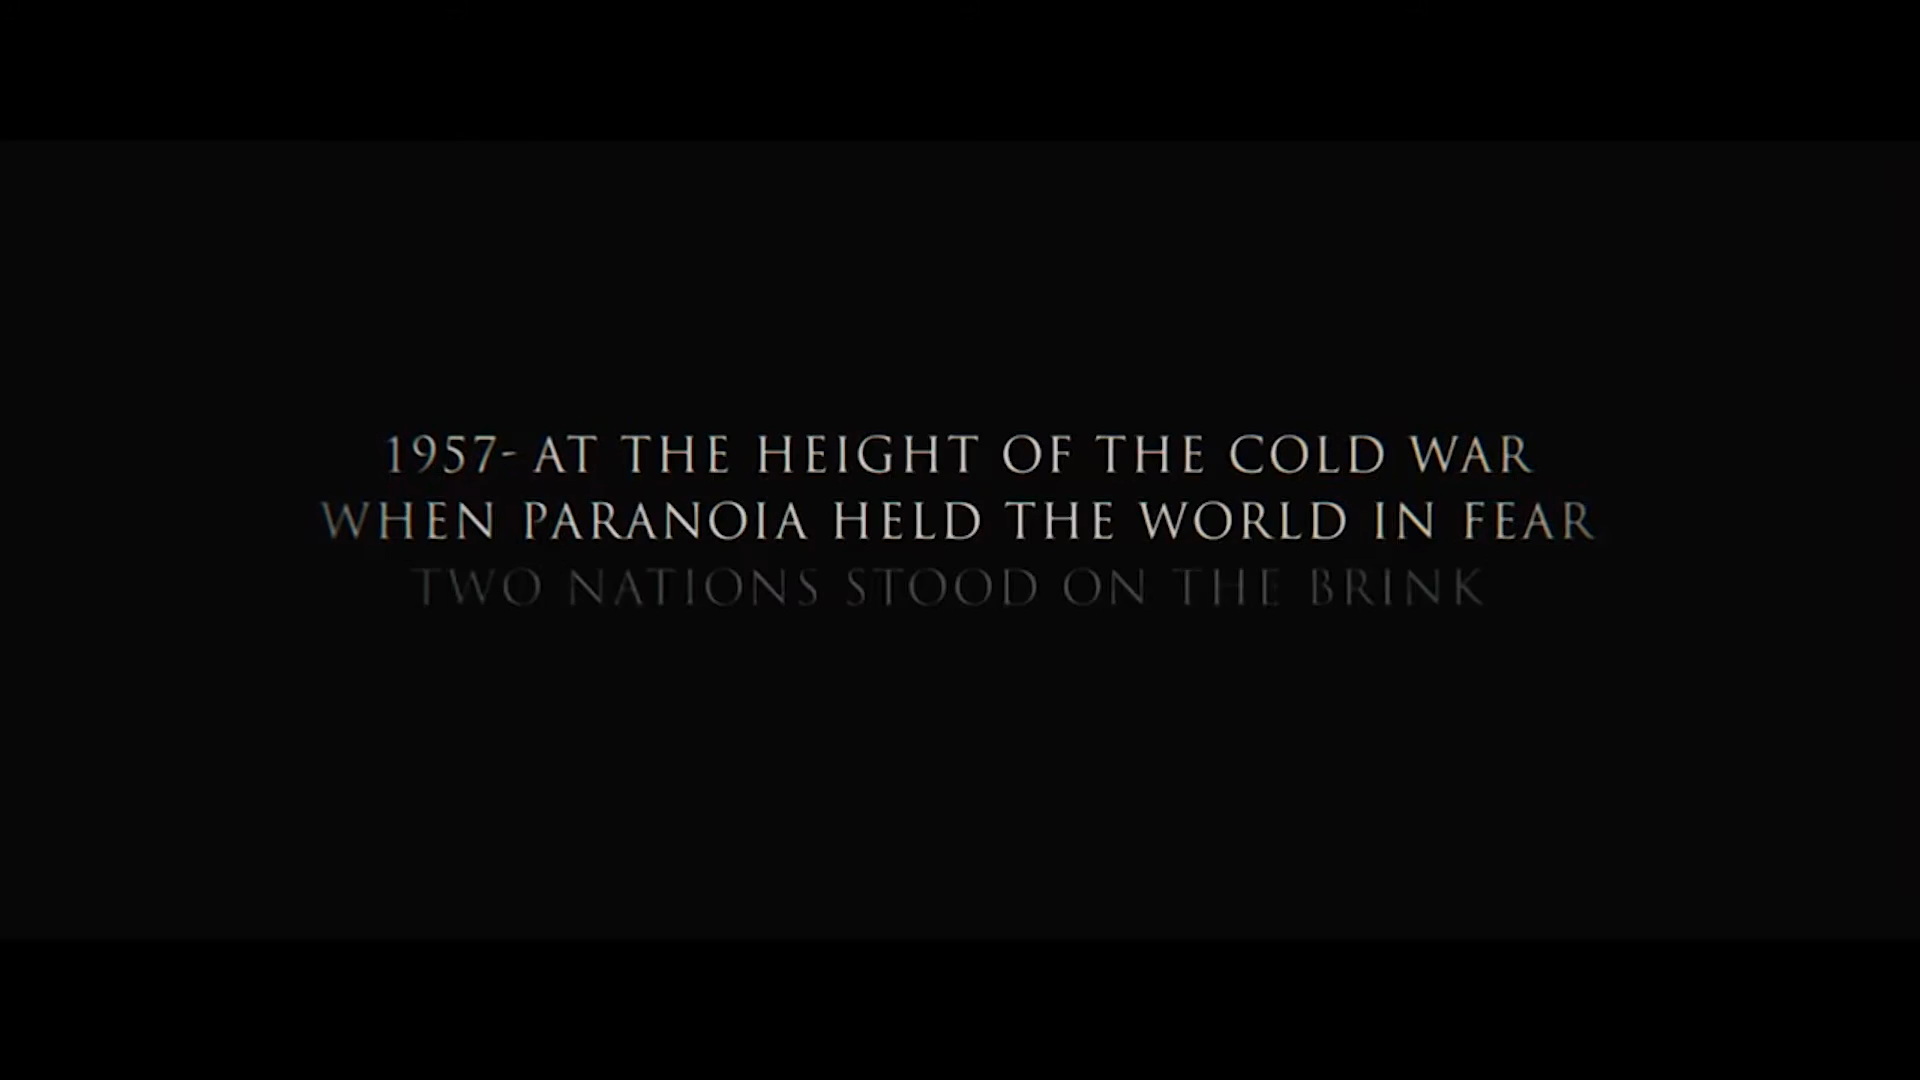 1957- AT THE HEIGHT OF THE COLD WAR
WHEN PARANOIA HELD THE WORLD IN FEAR
TWO NATIONS STOOD ON THE BRINK